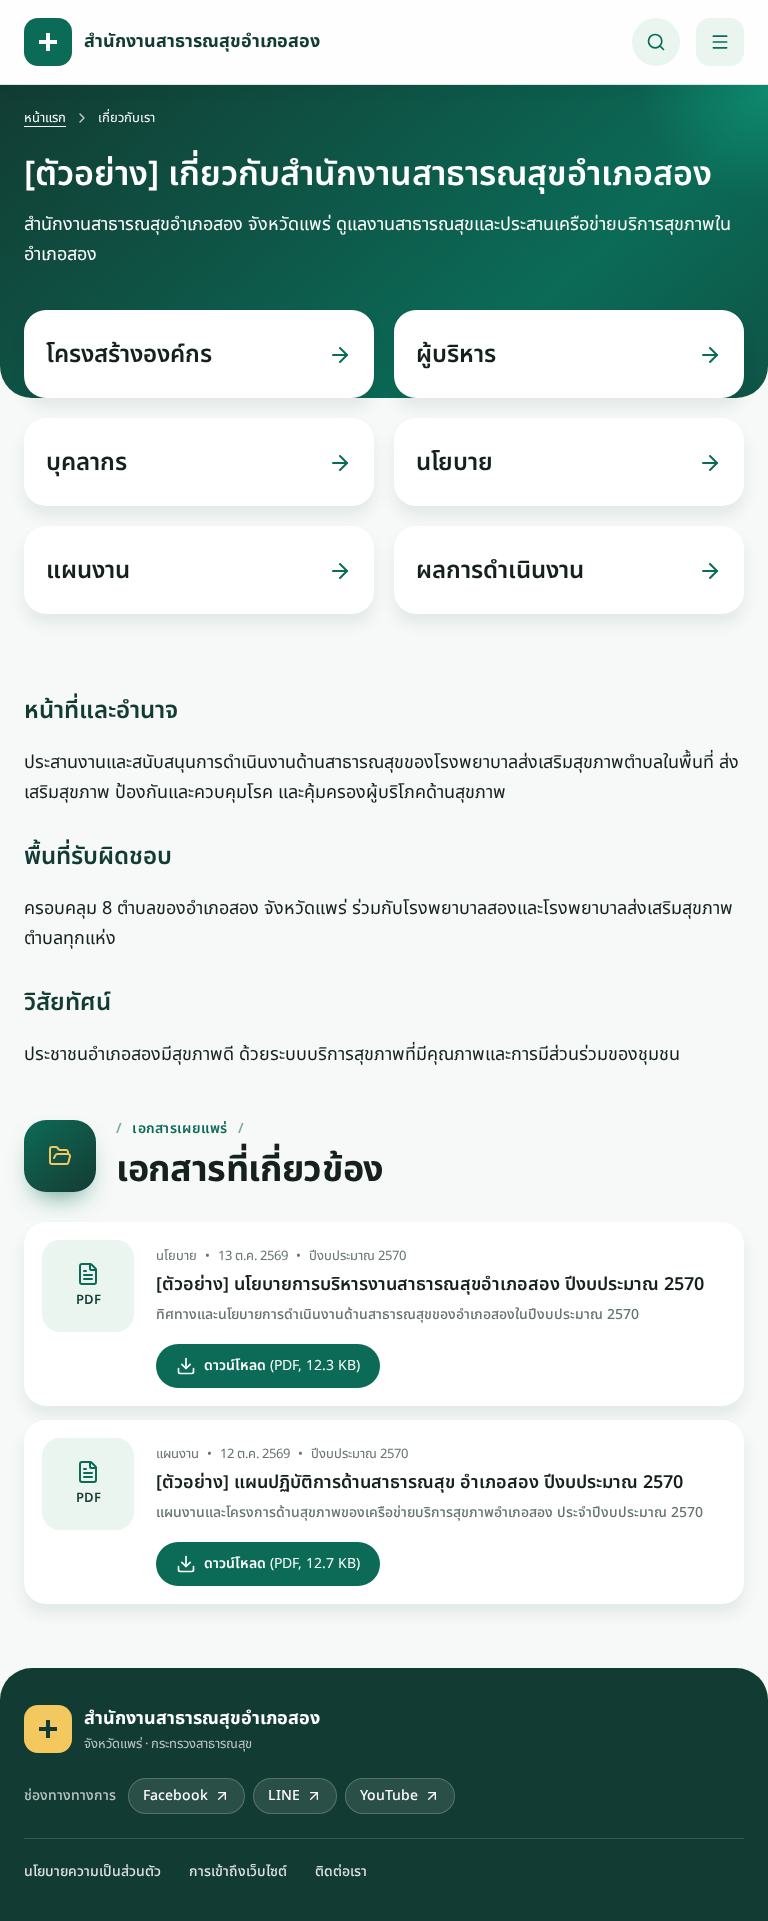 สำนักงานสาธารณสุขอำเภอสอง
หน้าแรก
เกี่ยวกับเรา
[ตัวอย่าง] เกี่ยวกับสำนักงานสาธารณสุขอำเภอสอง
สำนักงานสาธารณสุขอำเภอสอง จังหวัดแพร่ ดูแลงานสาธารณสุขและประสานเครือข่ายบริการสุขภาพใน
อำเภอสอง
โครงสร้างองค์กร
ผู้บริหาร
บุคลากร
นโยบาย
แผนงาน
ผลการดำเนินงาน
หน้าที่และอำนาจ
ประสานงานและสนับสนุนการดำเนินงานด้านสาธารณสุขของโรงพยาบาลส่งเสริมสุขภาพตำบลในพื้นที่ ส่ง
เสริมสุขภาพ ป้องกันและควบคุมโรค และคุ้มครองผู้บริโภคด้านสุขภาพ
พื้นที่รับผิดชอบ
ครอบคลุม 8 ตำบลของอำเภอสอง จังหวัดแพร่ ร่วมกับโรงพยาบาลสองและโรงพยาบาลส่งเสริมสุขภาพ
ตำบลทุกแห่ง
วิสัยทัศน์
ประชาชนอำเภอสองมีสุขภาพดี ด้วยระบบบริการสุขภาพที่มีคุณภาพและการมีส่วนร่วมของชุมชน
/ เอกสารเผยแพร่ /
เอกสารที่เกี่ยวข้อง
PDF
นโยบาย • 13 ต.ค. 2569 • ปีงบประมาณ 2570
[ตัวอย่าง] นโยบายการบริหารงานสาธารณสุขอำเภอสอง ปีงบประมาณ 2570
ทิศทางและนโยบายการดำเนินงานด้านสาธารณสุขของอำเภอสองในปีงบประมาณ 2570
ดาวน์โหลด (PDF, 12.3 KB)
PDF
แผนงาน • 12 ต.ค. 2569 • ปีงบประมาณ 2570
[ตัวอย่าง] แผนปฏิบัติการด้านสาธารณสุข อำเภอสอง ปีงบประมาณ 2570
แผนงานและโครงการด้านสุขภาพของเครือข่ายบริการสุขภาพอำเภอสอง ประจำปีงบประมาณ 2570
ดาวน์โหลด (PDF, 12.7 KB)
สำนักงานสาธารณสุขอำเภอสอง
จังหวัดแพร่ · กระทรวงสาธารณสุข
ช่องทางทางการ
Facebook
LINE
YouTube
นโยบายความเป็นส่วนตัว
การเข้าถึงเว็บไซต์
ติดต่อเรา